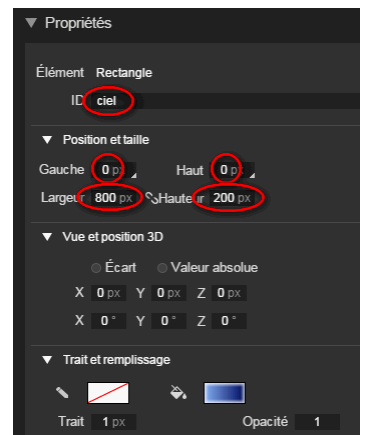 Propriétés
Élément Rectangle
ID ciel
Position et taille
Gauche 0 px Haut 0 px
Largeur 800 px Hauteur 200 px
Vue et position 3D
Écart Valeur absolue
X 0 px Y 0 px Z 0 px
X 0 ° Y 0 ° Z 0 °
Trait et remplissage
Trait 1 px Opacité 1